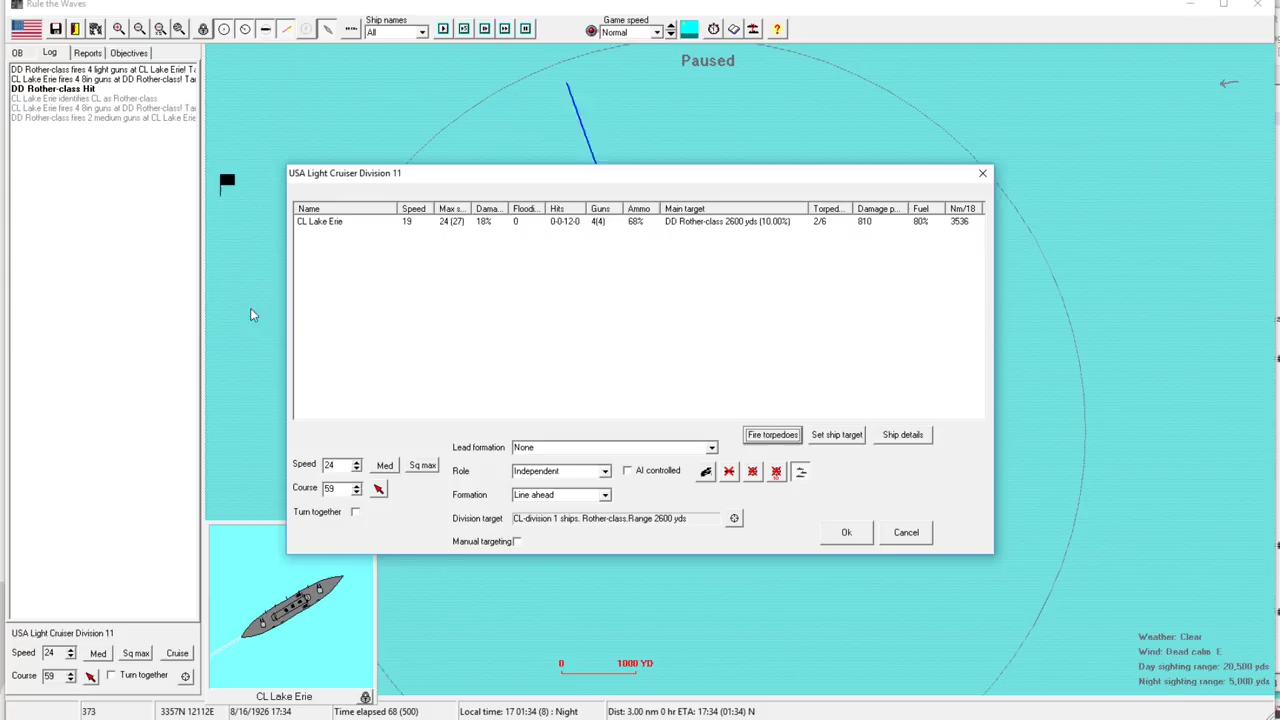 Rule the Waves
Ship names
All
Game speed
Normal
OB Log Reports Objectives
DD Rother-class fires 4 light guns at CL Lake Erie! Ta
CL Lake Erie fires 4 8in guns at DD Rother-class! Tar
DD Rother-class Hit
CL Lake Erie identifies CL as Rother-class
CL Lake Erie fires 4 8in guns at DD Rother-class! Ta
DD Rother-class fires 2 medium guns at CL Lake Erie
Paused
USA Light Cruiser Division 11
Name Speed Max s... Dama... Floodi... Hits Guns Ammo Main target Torped... Damage p... Fuel Nm/18
CL Lake Erie 19 24 (27) 18% 0 0-0-12-0 4(4) 68% DD Rother-class 2600 yds (10.00%) 2/6 810 80% 3536
Fire torpedoes Set ship target Ship details
Lead formation None
Speed 24 Med Sq max
Role Independent AI controlled
Course 59
Formation Line ahead
Turn together
Division target CL-division 1 ships. Rother-class.Range 2600 yds
Manual targeting
Ok Cancel
USA Light Cruiser Division 11
Speed 24 Med Sq max Cruise
Course 59 Turn together
CL Lake Erie
0 1000 YD
Weather: Clear
Wind: Dead calm E
Day sighting range: 20,500 yds
Night sighting range: 5,000 yds
373 3357N 12112E 8/16/1926 17:34 Time elapsed 68 (500) Local time: 17 01:34 (8) : Night Dist: 3.00 nm 0 hr ETA: 17:34 (01:34) N